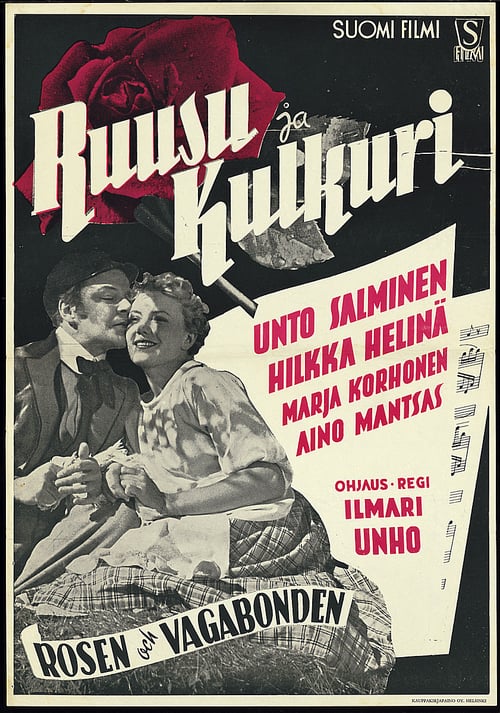 SUOMI FILMI
S
FILMI
Ruusu ja
Kulkuri
UNTO SALMINEN
HILKKA HELINÄ
MARJA KORHONEN
AINO MANTSAS
OHJAUS · REGI
ILMARI
UNHO
ROSEN och VAGABONDEN
KAUPPAKIRJAPAINO OY. HELSINKI